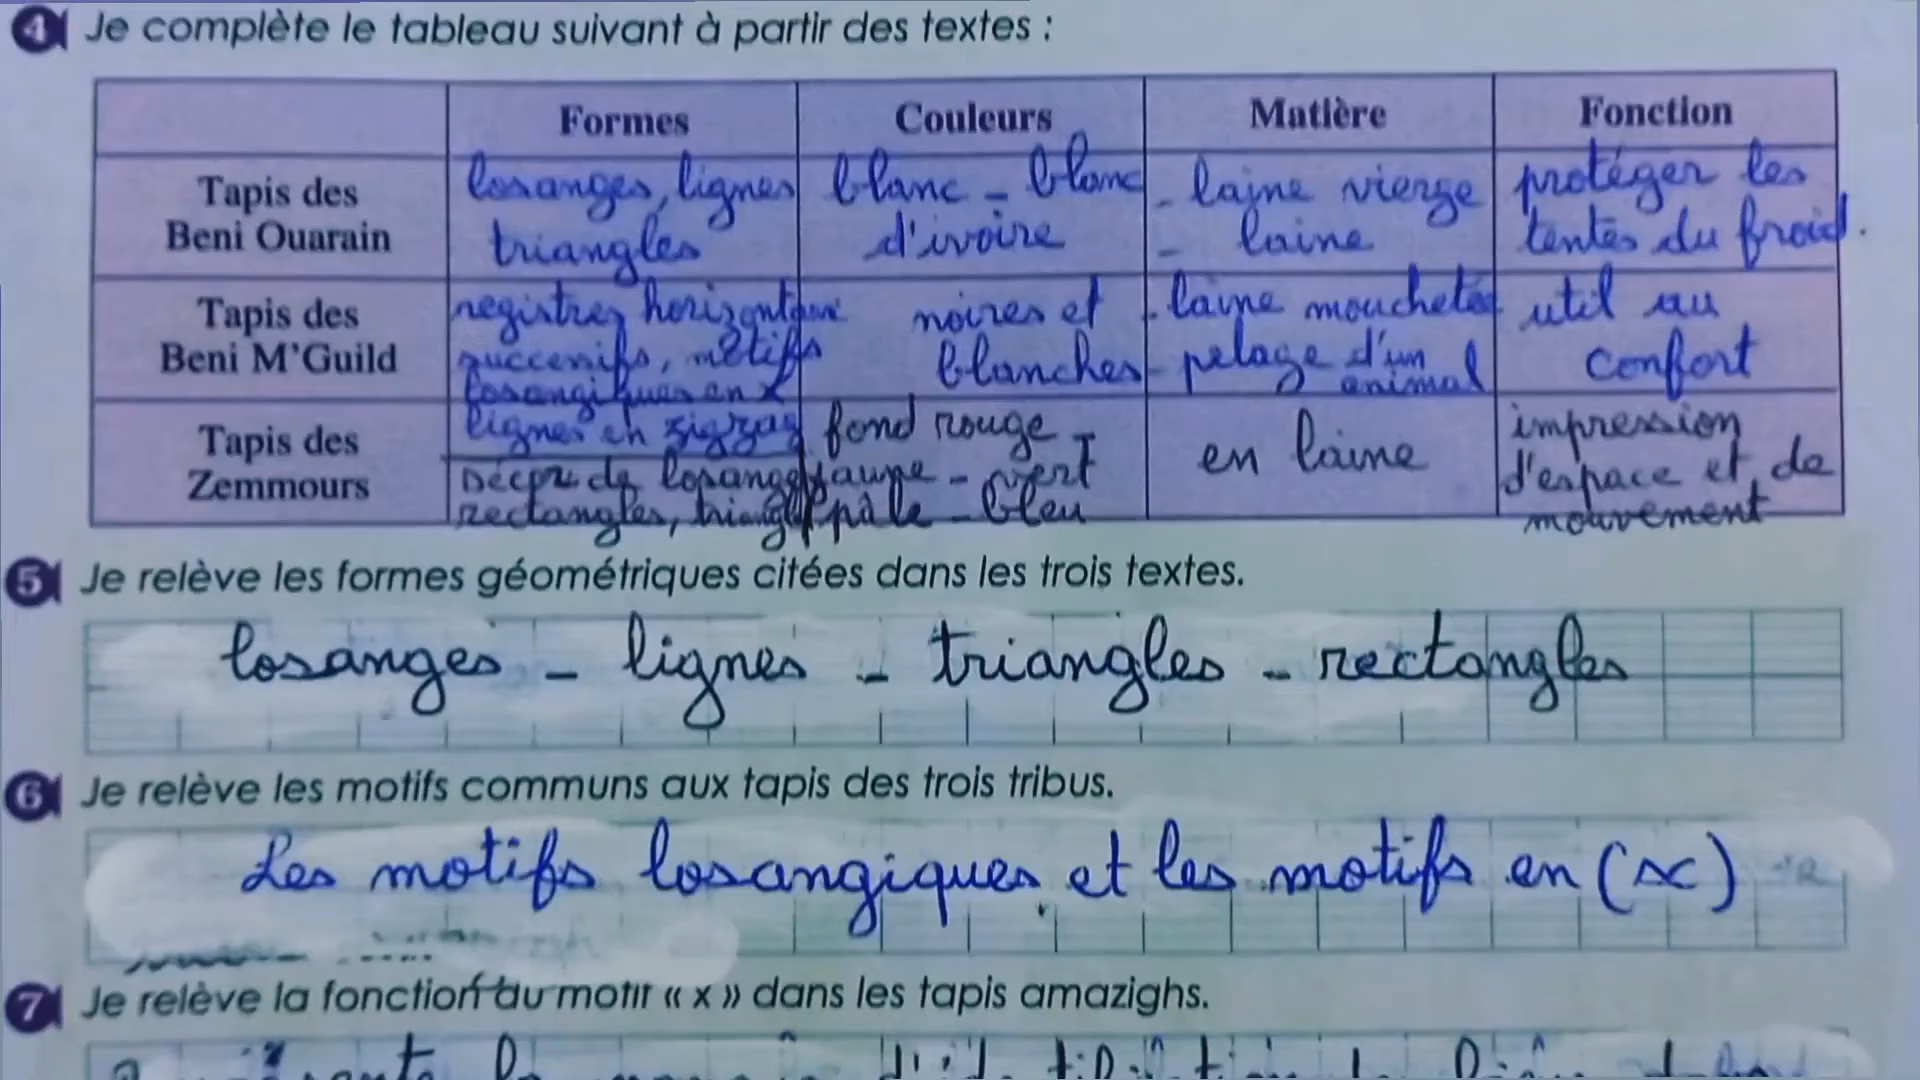 4 Je complète le tableau suivant à partir des textes :
Formes Couleurs Matière Fonction
Tapis des Beni Ouarain
losanges, lignes
triangles
blanc - blanc
d'ivoire
- laine vierge
- laine
protéger les
tentes du froid.
Tapis des Beni M'Guild
registres horizontaux
successifs, motifs
losangiques en x
noires et
blanches
- laine mouchetée
- pelage d'un
animal
util au
confort
Tapis des Zemmours
lignes en zigzag
Décor de losanges
rectangles, triangles
fond rouge -
jaune - vert
pâle - bleu
en laine
impression
d'espace et de
mouvement
5 Je relève les formes géométriques citées dans les trois textes.
losanges - lignes - triangles - rectangles
6 Je relève les motifs communs aux tapis des trois tribus.
Les motifs losangiques et les motifs en (x)
7 Je relève la fonction du motif « x » dans les tapis amazighs.